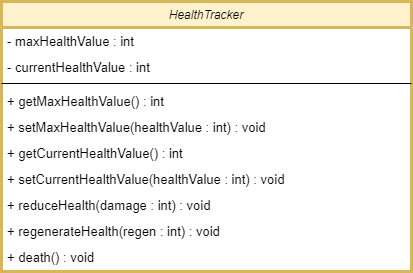 HealthTracker
- maxHealthValue : int
- currentHealthValue : int
+ getMaxHealthValue() : int
+ setMaxHealthValue(healthValue : int) : void
+ getCurrentHealthValue() : int
+ setCurrentHealthValue(healthValue : int) : void
+ reduceHealth(damage : int) : void
+ regenerateHealth(regen : int) : void
+ death() : void